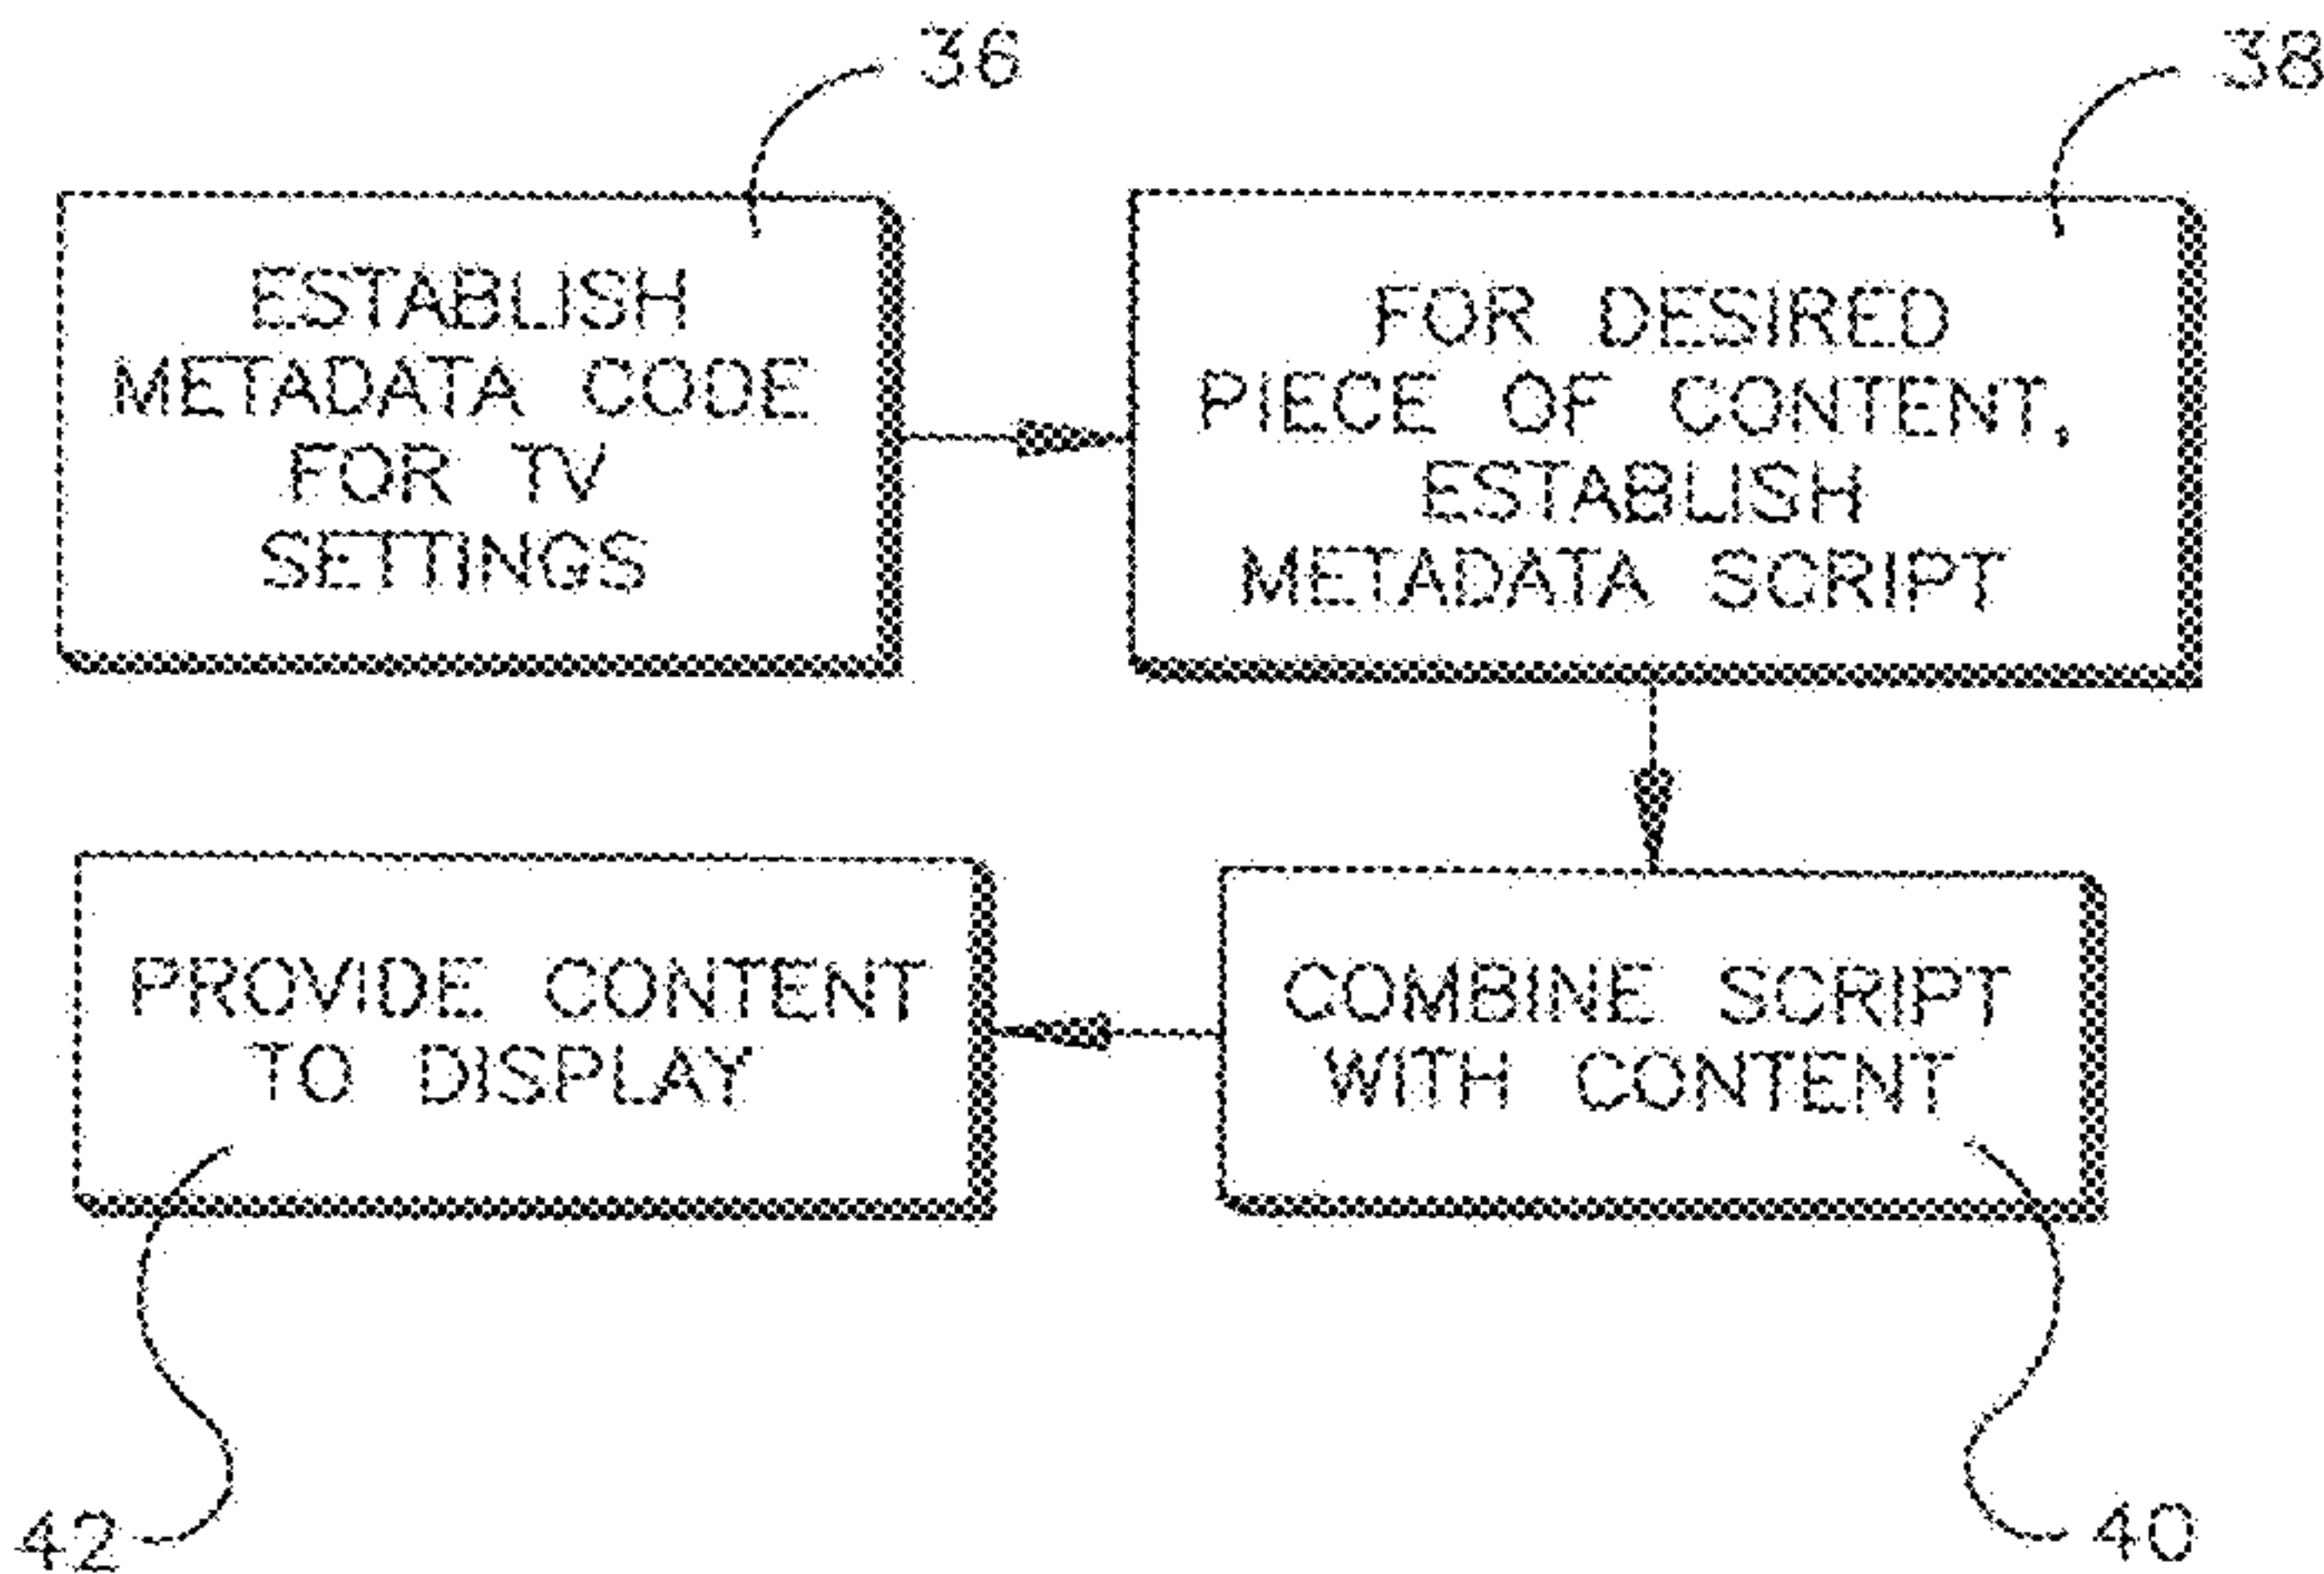 36
38
ESTABLISH
METADATA CODE
FOR TV
SETTINGS
FOR DESIRED
PIECE OF CONTENT,
ESTABLISH
METADATA SCRIPT
COMBINE SCRIPT
WITH CONTENT
PROVIDE CONTENT
TO DISPLAY
42
40